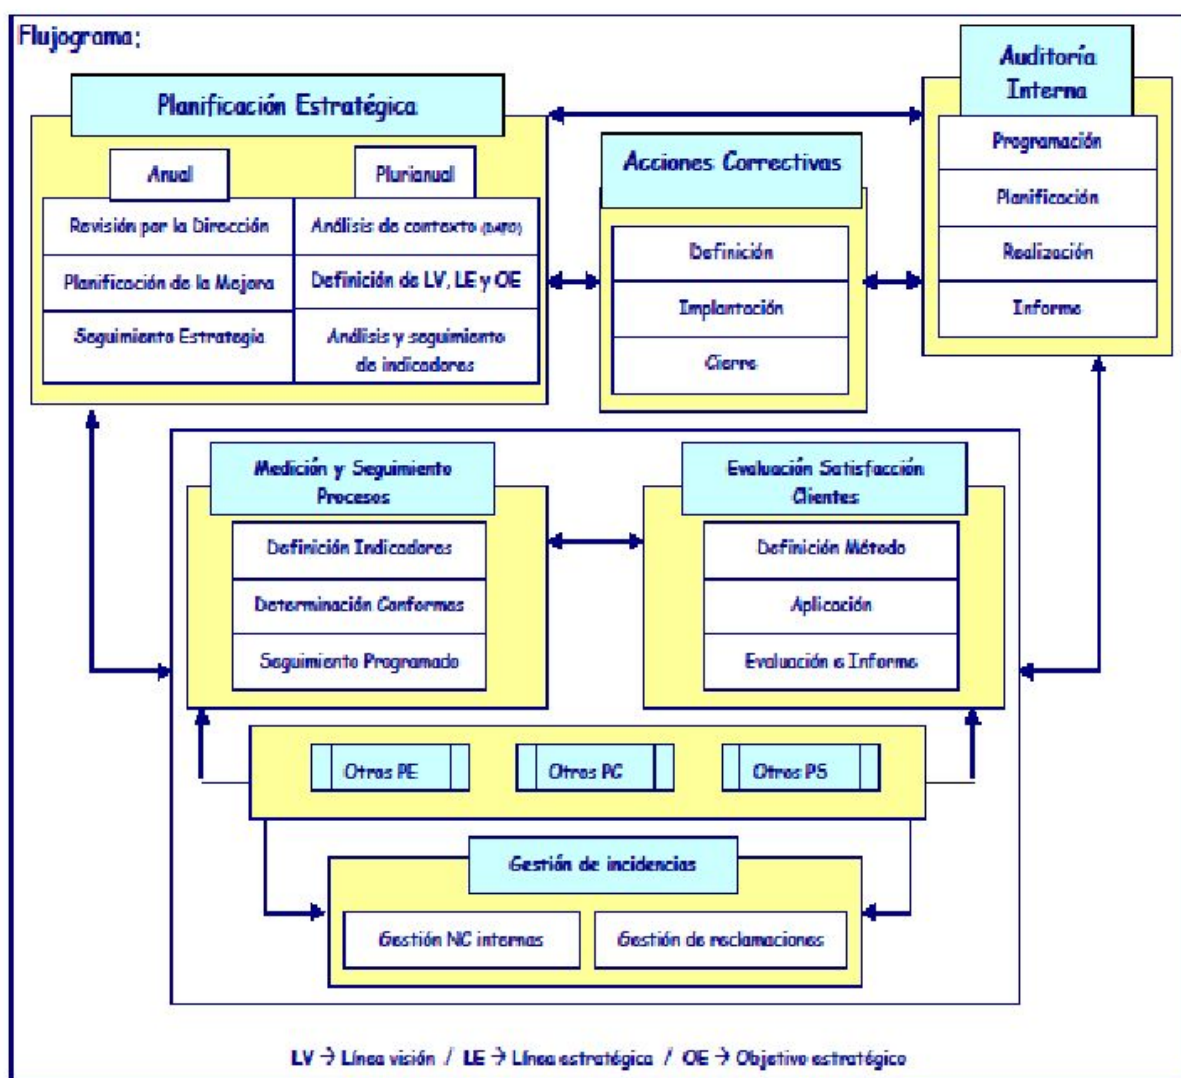 Flujograma:
Planificación Estratégica
Anual
Plurianual
Revisión por la Dirección
Análisis de contexto (DAFO)
Planificación de la Mejora
Definición de LV, LE y OE
Seguimiento Estrategia
Análisis y seguimiento
de indicadores
Acciones Correctivas
Definición
Implantación
Cierre
Auditoría
Interna
Programación
Planificación
Realización
Informe
Medición y Seguimiento
Procesos
Definición Indicadores
Determinación Conformes
Seguimiento Programado
Evaluación Satisfacción
Clientes
Definición Método
Aplicación
Evaluación e Informe
Otros PE
Otros PC
Otros PS
Gestión de incidencias
Gestión NC internas
Gestión de reclamaciones
LV → Línea visión / LE → Línea estratégica / OE → Objetivo estratégico